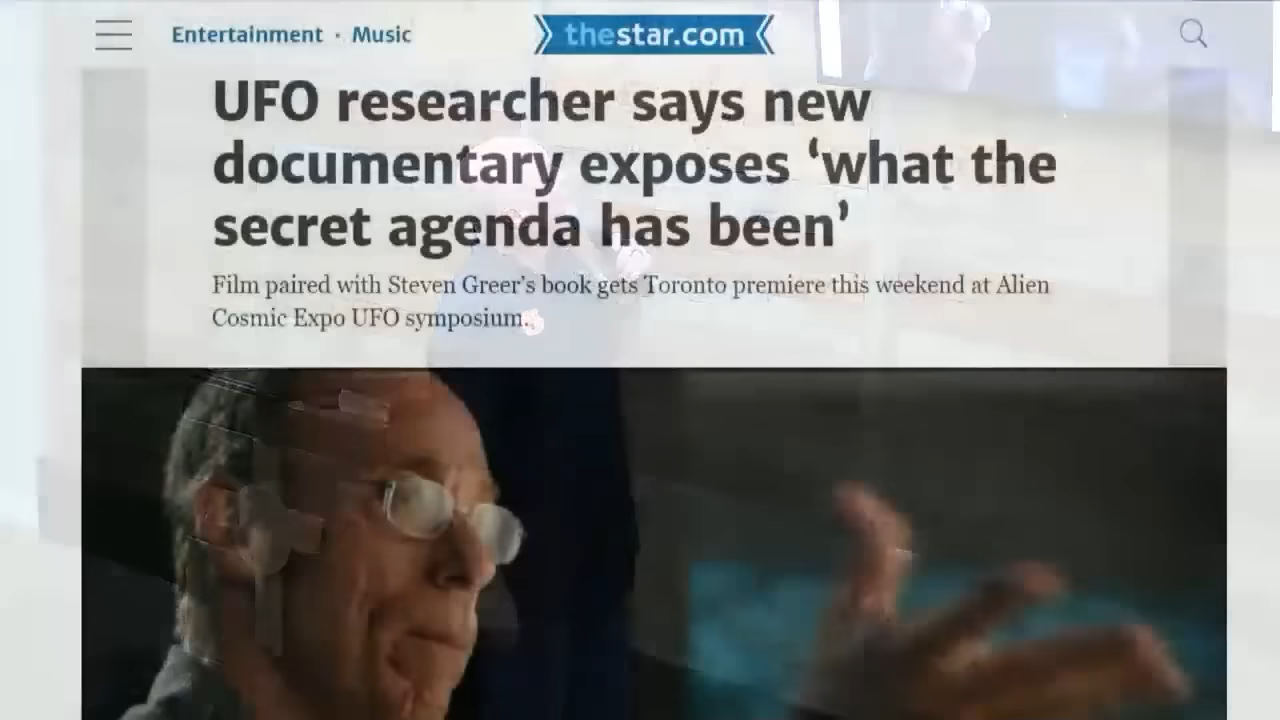 Entertainment · Music
thestar.com
UFO researcher says new
documentary exposes ‘what the
secret agenda has been’
Film paired with Steven Greer’s book gets Toronto premiere this weekend at Alien
Cosmic Expo UFO symposium.